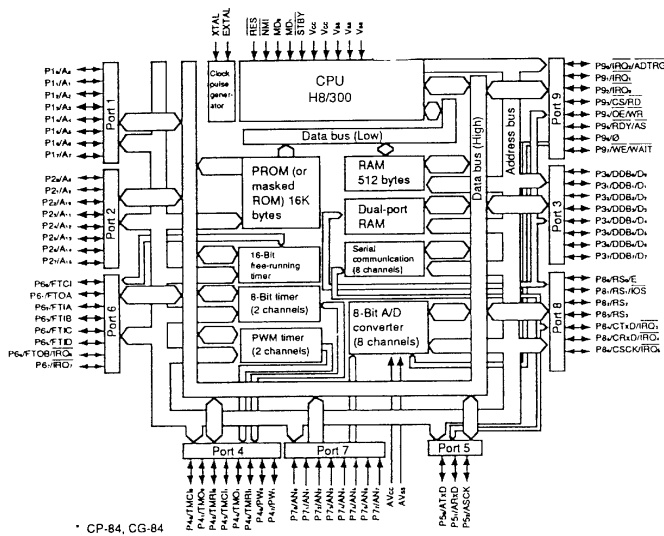 XTAL
EXTAL
RES
NMI
MD₀
MD₁
STBY
Vcc
Vcc
Vss
Vss
Vss
Clock
pulse
gener-
ator
CPU
H8/300
Data bus (Low)
Data bus (High)
Address bus
PROM (or
masked
ROM) 16K
bytes
RAM
512 bytes
Dual-port
RAM
16-Bit
free-running
timer
Serial
communication
(8 channels)
8-Bit timer
(2 channels)
8-Bit A/D
converter
(8 channels)
PWM timer
(2 channels)
Port 1
P1₀/A₀
P1₁/A₁
P1₂/A₂
P1₃/A₃
P1₄/A₄
P1₅/A₅
P1₆/A₆
P1₇/A₇
Port 2
P2₀/A₈
P2₁/A₉
P2₂/A₁₀
P2₃/A₁₁
P2₄/A₁₂
P2₅/A₁₃
P2₆/A₁₄
P2₇/A₁₅
Port 6
P6₀/FTCI
P6₁/FTOA
P6₂/FTIA
P6₃/FTIB
P6₄/FTIC
P6₅/FTID
P6₆/FTOB/IRQ₆
P6₇/IRQ₇
Port 9
P9₀/IRQ₂/ADTRG
P9₁/IRQ₁
P9₂/IRQ₀
P9₃/CS/RD
P9₄/OE/WR
P9₅/RDY/AS
P9₆/Ø
P9₇/WE/WAIT
Port 3
P3₀/DDB₀/D₀
P3₁/DDB₁/D₁
P3₂/DDB₂/D₂
P3₃/DDB₃/D₃
P3₄/DDB₄/D₄
P3₅/DDB₅/D₅
P3₆/DDB₆/D₆
P3₇/DDB₇/D₇
Port 8
P8₀/RS₀/E
P8₁/RS₁/IOS
P8₂/RS₂
P8₃/RS₃
P8₄/CTxD/IRQ₃
P8₅/CRxD/IRQ₄
P8₆/CSCK/IRQ₅
Port 4
P4₀/TMCI₀
P4₁/TMO₀
P4₂/TMRI₀
P4₃/TMCI₁
P4₄/TMO₁
P4₅/TMRI₁
P4₆/PW₀
P4₇/PW₁
Port 7
P7₀/AN₀
P7₁/AN₁
P7₂/AN₂
P7₃/AN₃
P7₄/AN₄
P7₅/AN₅
P7₆/AN₆
P7₇/AN₇
AVcc
AVss
Port 5
P5₀/ATxD
P5₁/ARxD
P5₂/ASCK
* CP-84, CG-84